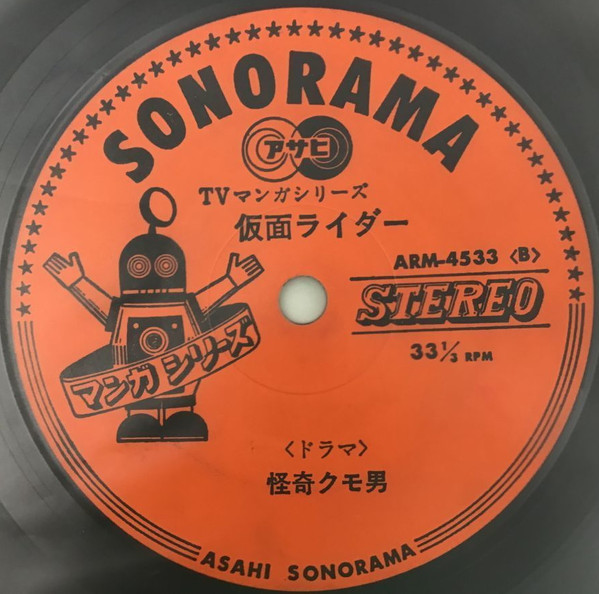 SONORAMA
アサヒ
TVマンガシリーズ
仮面ライダー
ARM-4533 〈B〉
STEREO
33 1/3 RPM
マンガシリーズ
〈ドラマ〉
怪奇クモ男
ASAHI SONORAMA